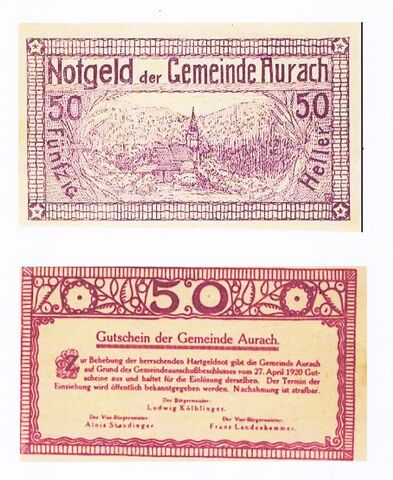 Notgeld der Gemeinde Aurach
50 50
Fünfzig Heller
50
Gutschein der Gemeinde Aurach.
Zur Behebung der herrschenden Hartgeldnot gibt die Gemeinde Aurach
auf Grund des Gemeindeausschußbeschlusses vom 27. April 1920 Gut-
scheine aus und haftet für die Einlösung derselben. Der Termin der
Einziehung wird öffentlich bekanntgegeben werden. Nachahmung ist strafbar.
Der Bürgermeister:
Ludwig Kölblinger.
Der Vize-Bürgermeister: Der Vize-Bürgermeister:
Alois Staudinger Franz Landeshammer.